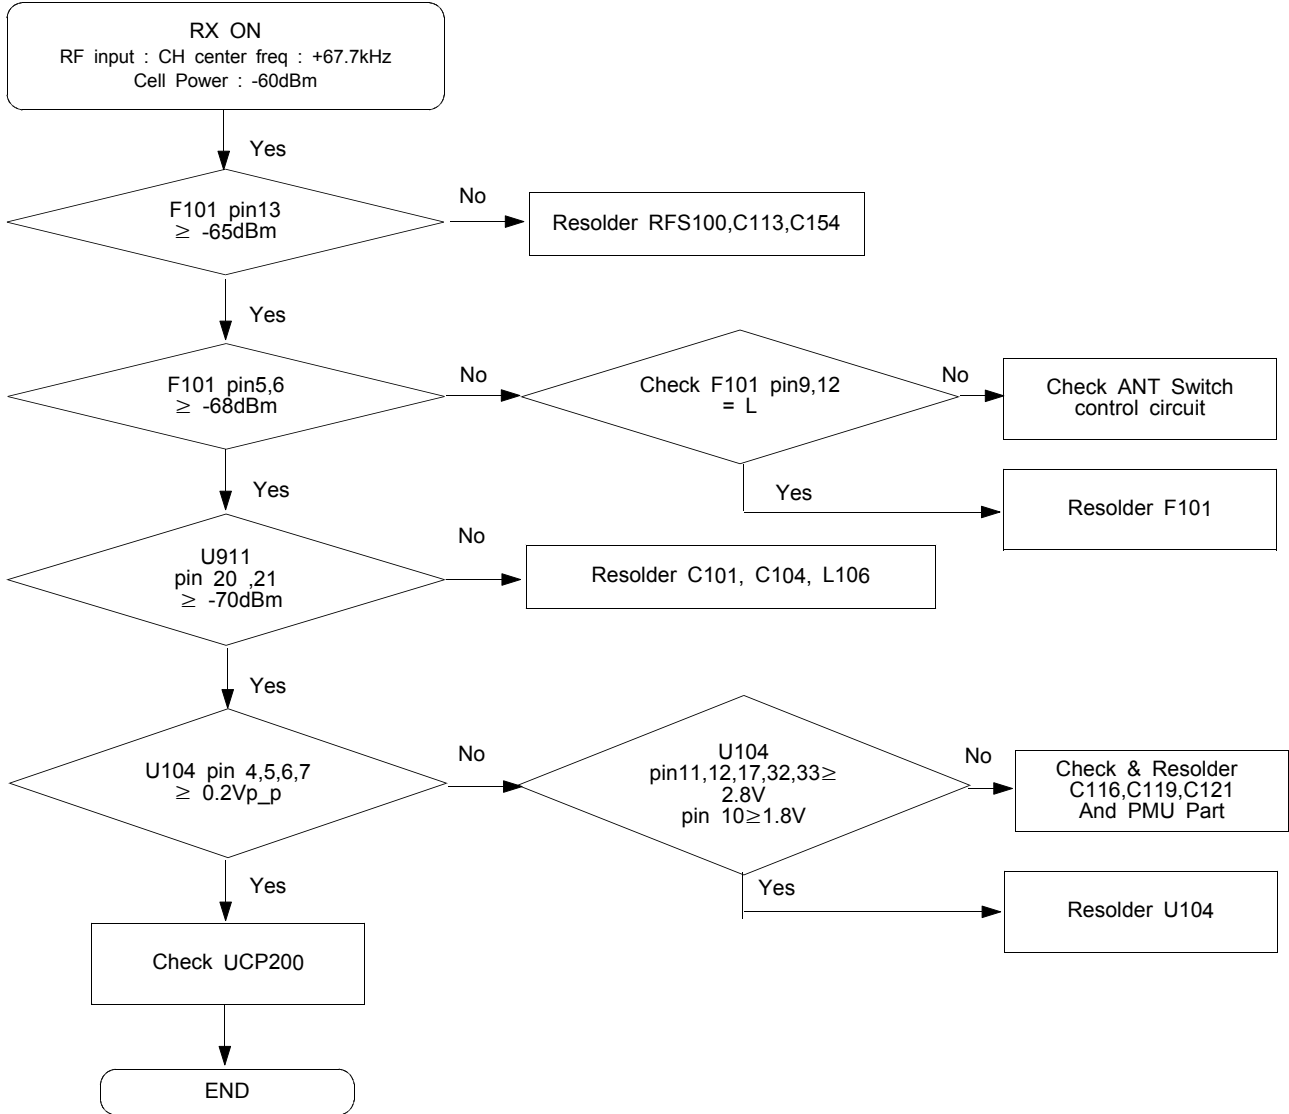 RX ON
RF input : CH center freq : +67.7kHz
Cell Power : -60dBm
Yes
F101 pin13
≥ -65dBm
No
Resolder RFS100,C113,C154
Yes
F101 pin5,6
≥ -68dBm
No
Check F101 pin9,12
= L
No
Check ANT Switch
control circuit
Yes
Resolder F101
Yes
U911
pin 20 ,21
≥ -70dBm
No
Resolder C101, C104, L106
Yes
U104 pin 4,5,6,7
≥ 0.2Vp_p
No
U104
pin11,12,17,32,33≥
2.8V
pin 10≥1.8V
No
Check & Resolder
C116,C119,C121
And PMU Part
Yes
Resolder U104
Yes
Check UCP200
END